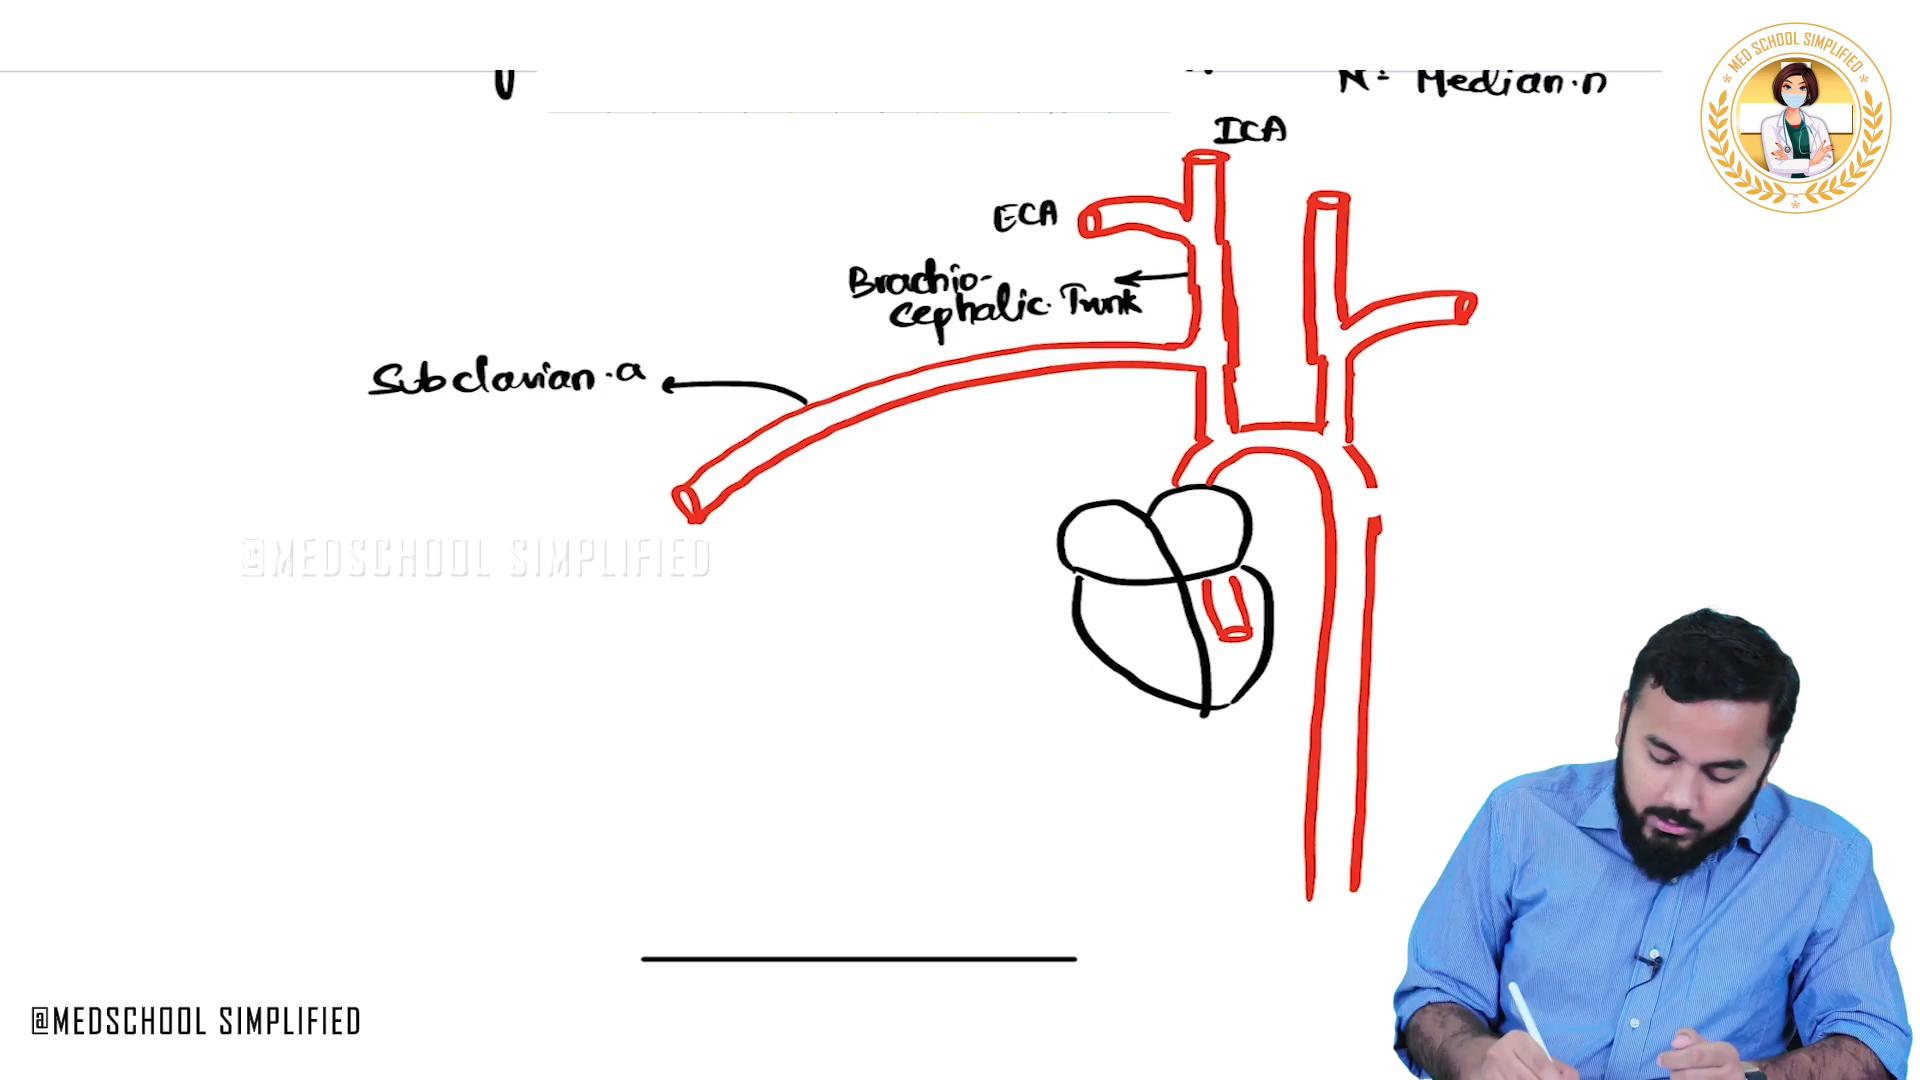 MED SCHOOL SIMPLIFIED
N = Median.n
ICA
ECA
Brachio-
cephalic. Trunk
Subclavian.a
@MEDSCHOOL SIMPLIFIED
@MEDSCHOOL SIMPLIFIED